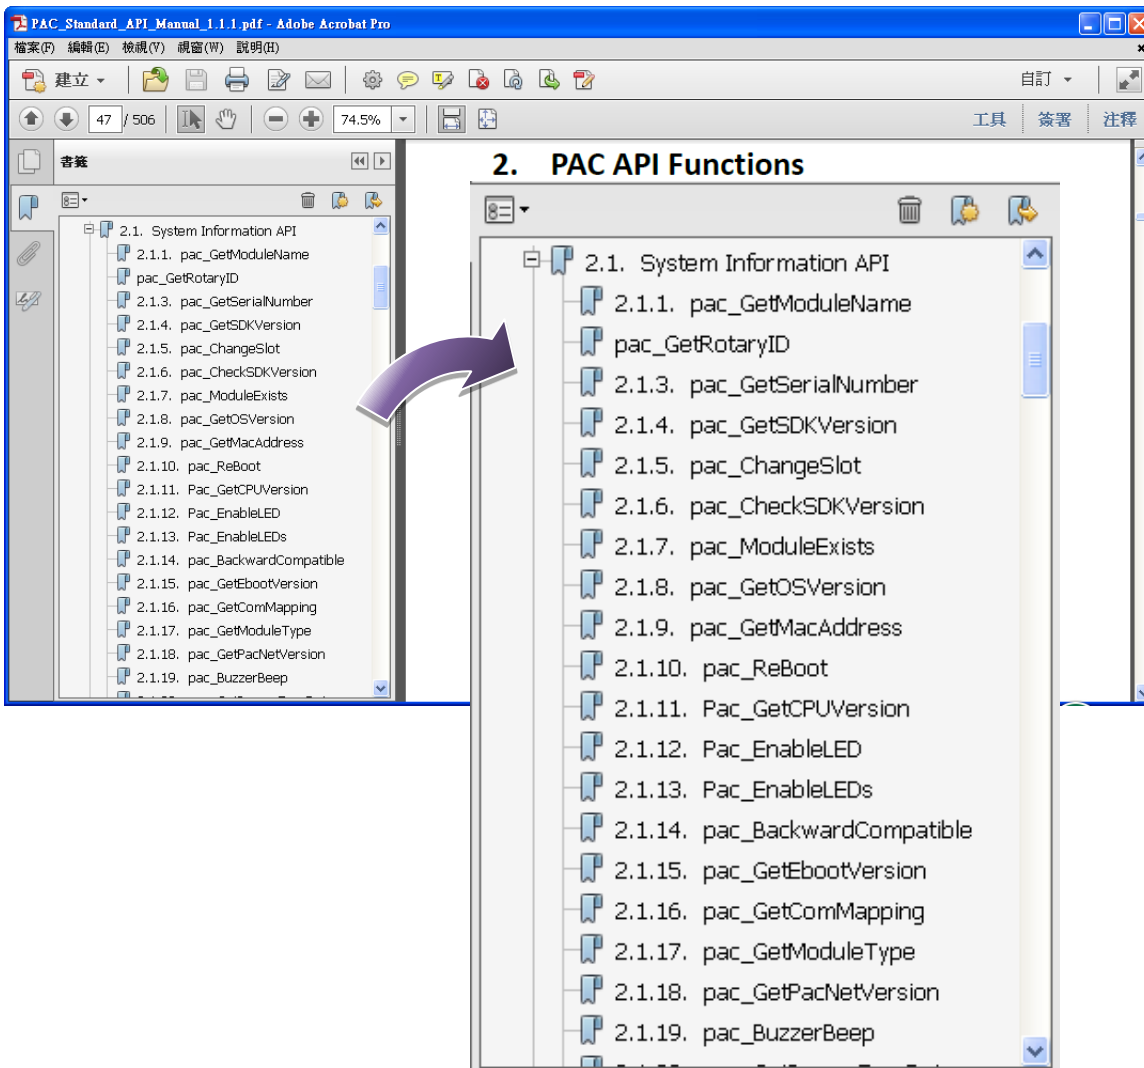 PAC_Standard_API_Manual_1.1.1.pdf - Adobe Acrobat Pro
檔案(F) 編輯(E) 檢視(V) 視窗(W) 說明(H)
建立 自訂
47 / 506 74.5% 工具 簽署 注釋
書籤
2.1. System Information API
2.1.1. pac_GetModuleName
pac_GetRotaryID
2.1.3. pac_GetSerialNumber
2.1.4. pac_GetSDKVersion
2.1.5. pac_ChangeSlot
2.1.6. pac_CheckSDKVersion
2.1.7. pac_ModuleExists
2.1.8. pac_GetOSVersion
2.1.9. pac_GetMacAddress
2.1.10. pac_ReBoot
2.1.11. Pac_GetCPUVersion
2.1.12. Pac_EnableLED
2.1.13. Pac_EnableLEDs
2.1.14. pac_BackwardCompatible
2.1.15. pac_GetEbootVersion
2.1.16. pac_GetComMapping
2.1.17. pac_GetModuleType
2.1.18. pac_GetPacNetVersion
2.1.19. pac_BuzzerBeep
2. PAC API Functions
2.1. System Information API
2.1.1. pac_GetModuleName
pac_GetRotaryID
2.1.3. pac_GetSerialNumber
2.1.4. pac_GetSDKVersion
2.1.5. pac_ChangeSlot
2.1.6. pac_CheckSDKVersion
2.1.7. pac_ModuleExists
2.1.8. pac_GetOSVersion
2.1.9. pac_GetMacAddress
2.1.10. pac_ReBoot
2.1.11. Pac_GetCPUVersion
2.1.12. Pac_EnableLED
2.1.13. Pac_EnableLEDs
2.1.14. pac_BackwardCompatible
2.1.15. pac_GetEbootVersion
2.1.16. pac_GetComMapping
2.1.17. pac_GetModuleType
2.1.18. pac_GetPacNetVersion
2.1.19. pac_BuzzerBeep